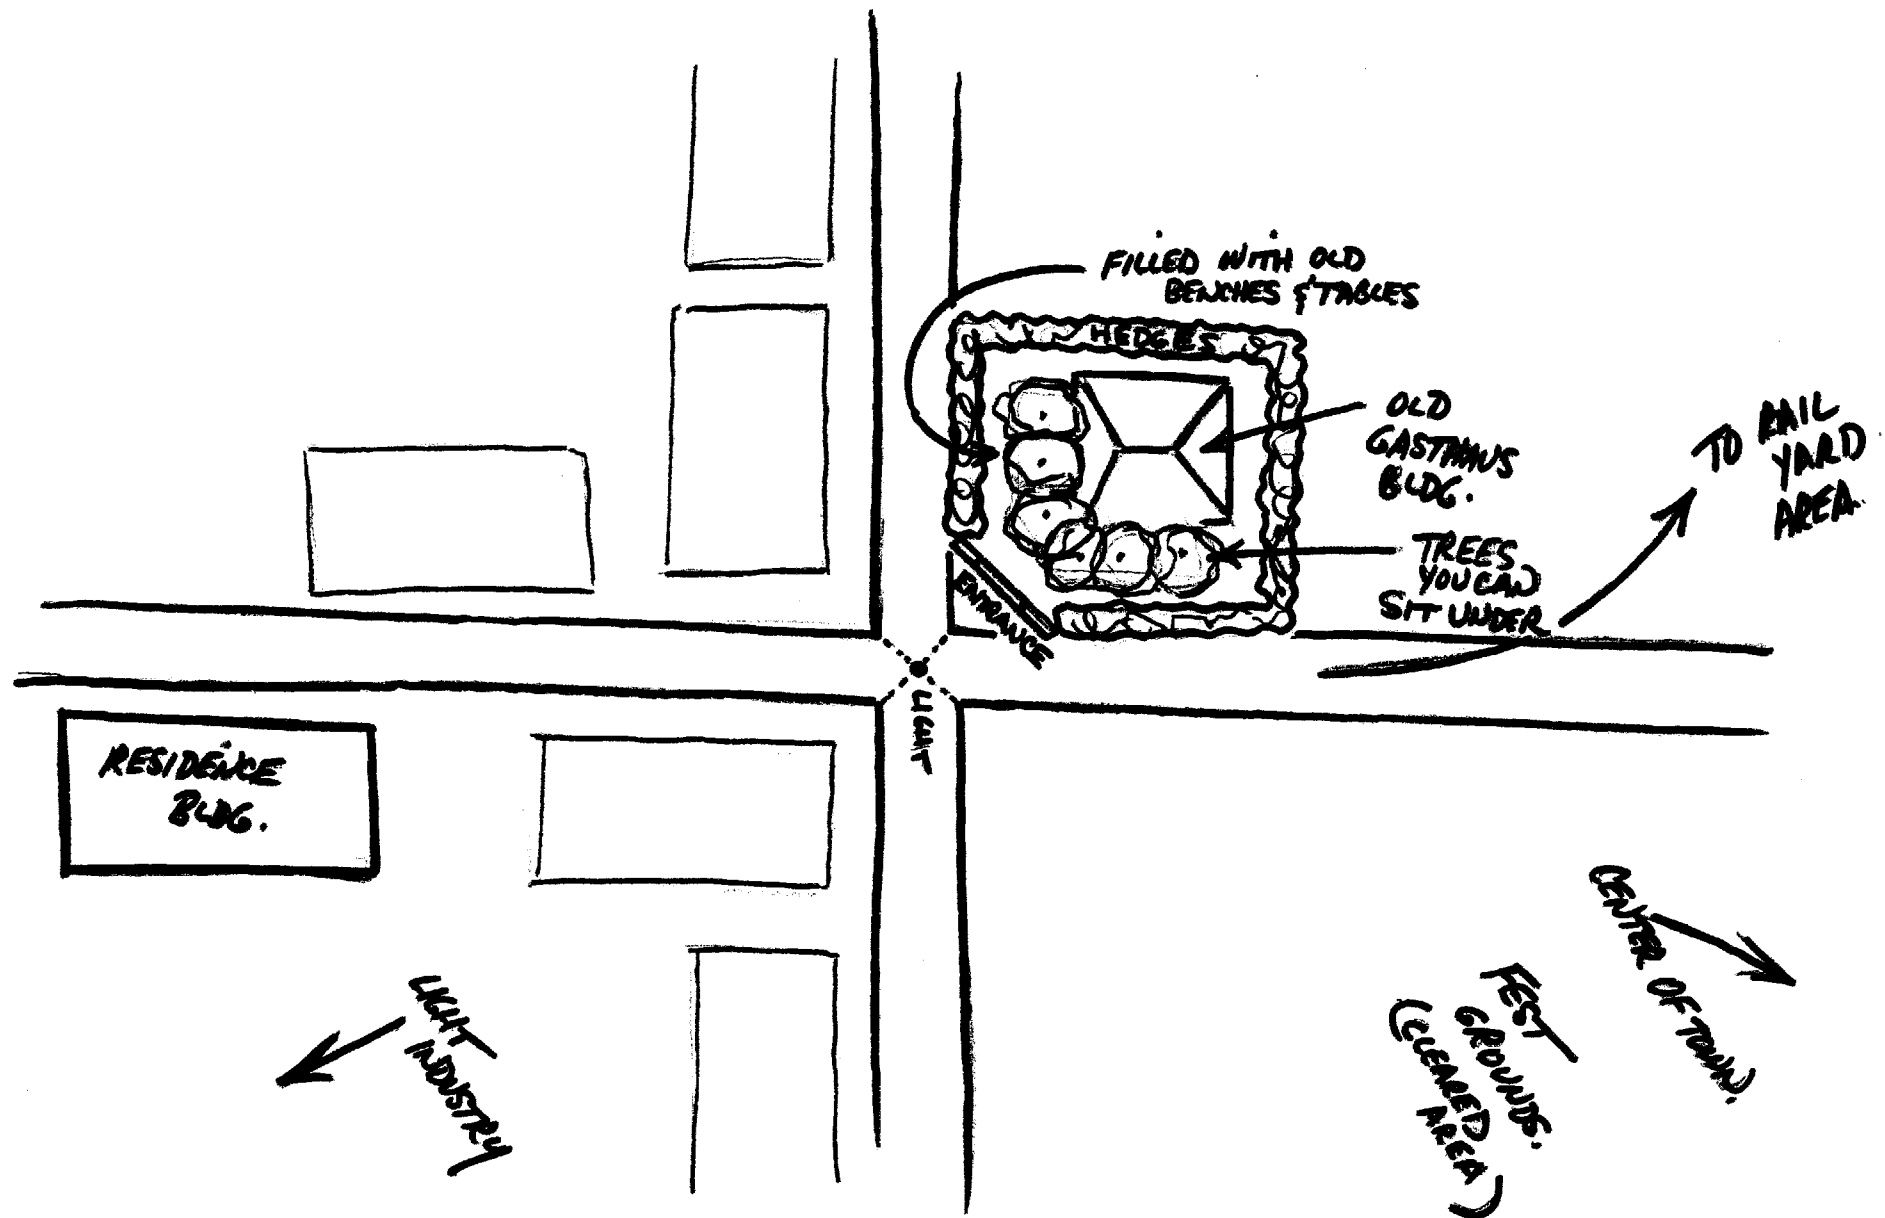 FILLED WITH OLD
BENCHES & TABLES
HEDGES
OLD
GASTHAUS
BLDG.
TO RAIL
YARD
AREA.
TREES
YOU CAN
SIT UNDER
ENTRANCE
LIGHT
RESIDENCE
BLDG.
LIGHT
INDUSTRY
CENTER OF TOWN.
FEST
GROUNDS.
(CLEARED
AREA)